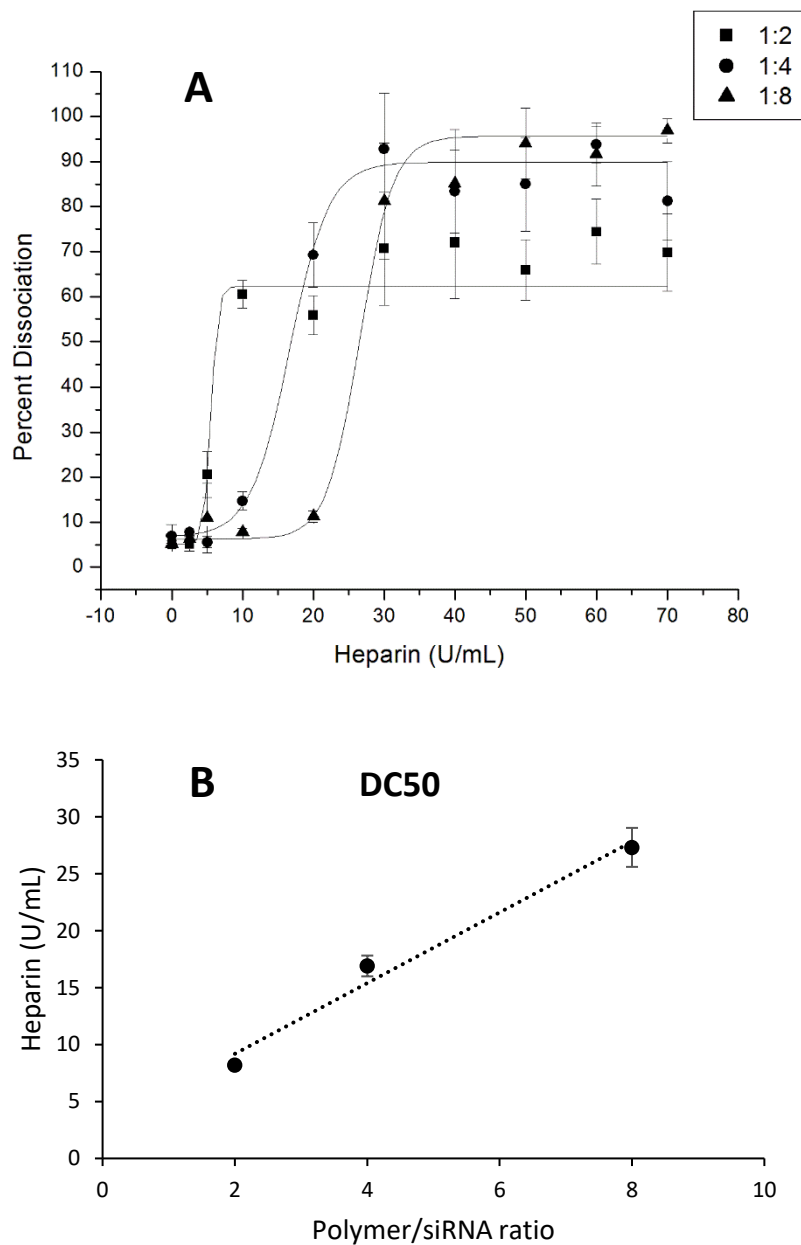 1:2
1:4
1:8
A
110
100
90
80
70
60
50
40
30
20
10
0
Percent Dissociation
-10 0 10 20 30 40 50 60 70 80
Heparin (U/mL)
B DC50
35
30
25
20
15
10
5
0
Heparin (U/mL)
0 2 4 6 8 10
Polymer/siRNA ratio